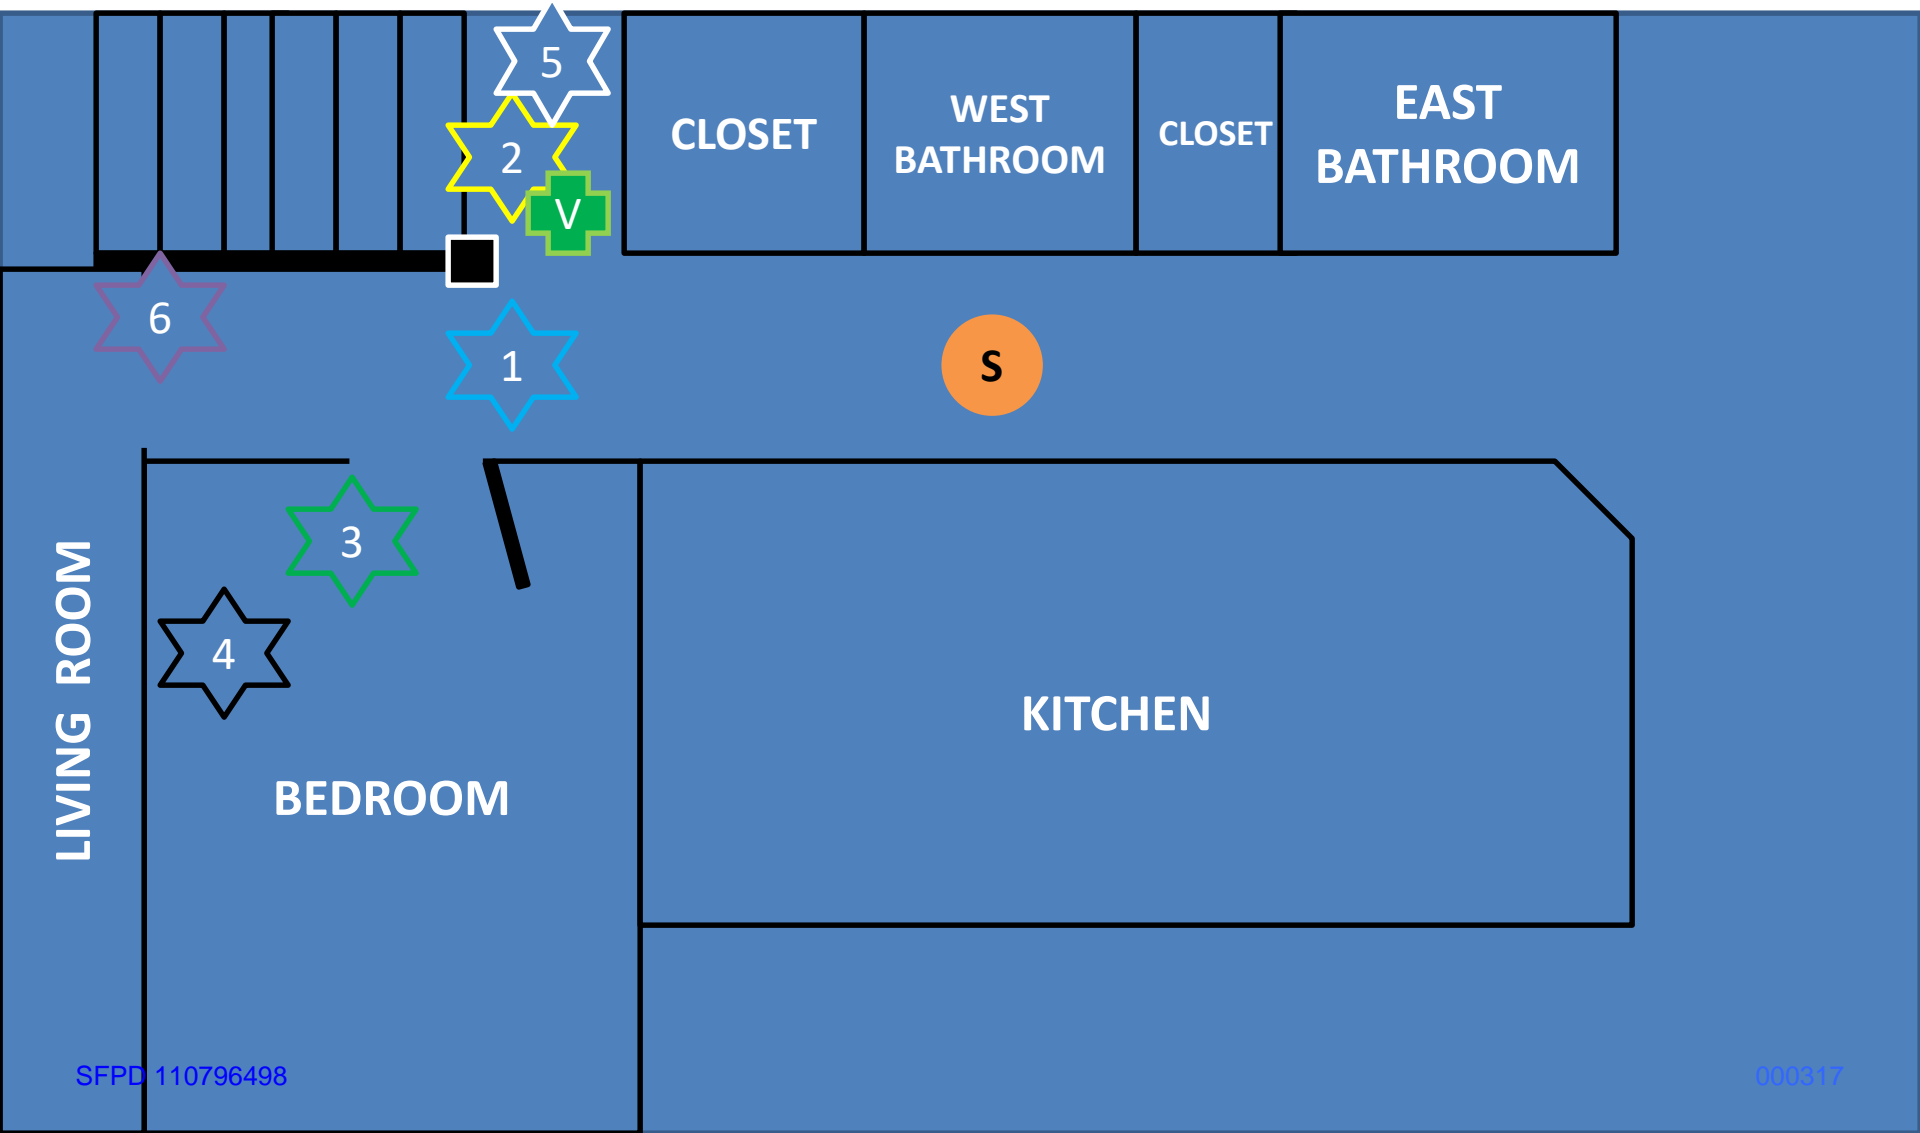 5
2
V
CLOSET
WEST
BATHROOM
CLOSET
EAST
BATHROOM
6
1
S
3
4
LIVING ROOM
BEDROOM
KITCHEN
SFPD 110796498
000317